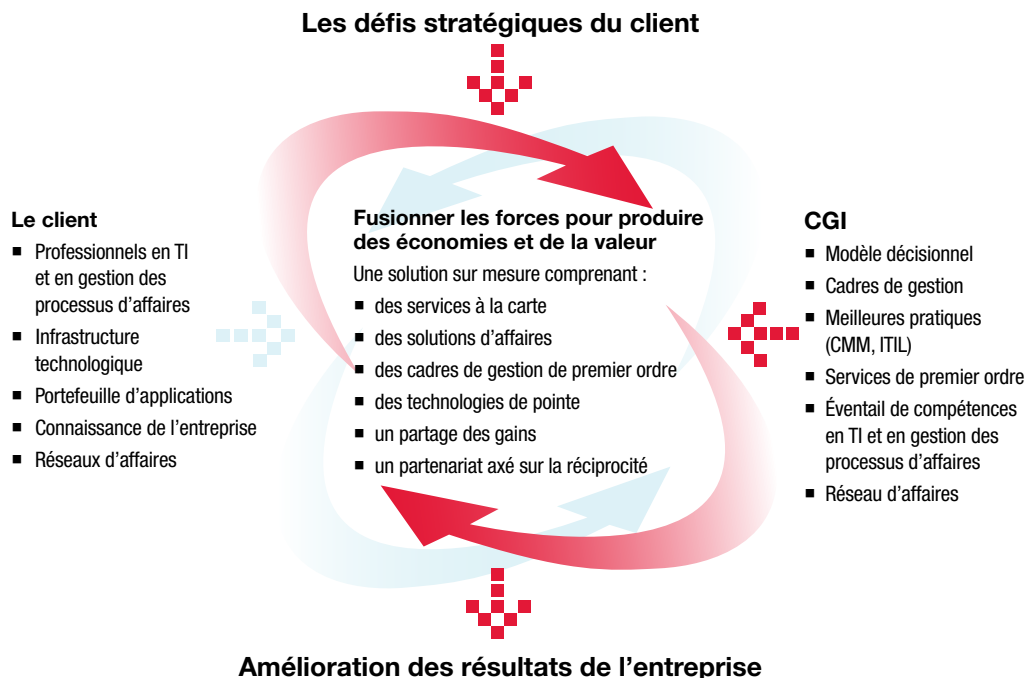 Les défis stratégiques du client
Le client
■ Professionnels en TI
et en gestion des
processus d’affaires
■ Infrastructure
technologique
■ Portefeuille d’applications
■ Connaissance de l’entreprise
■ Réseaux d’affaires
Fusionner les forces pour produire
des économies et de la valeur
Une solution sur mesure comprenant :
■ des services à la carte
■ des solutions d’affaires
■ des cadres de gestion de premier ordre
■ des technologies de pointe
■ un partage des gains
■ un partenariat axé sur la réciprocité
CGI
■ Modèle décisionnel
■ Cadres de gestion
■ Meilleures pratiques
(CMM, ITIL)
■ Services de premier ordre
■ Éventail de compétences
en TI et en gestion des
processus d’affaires
■ Réseau d’affaires
Amélioration des résultats de l’entreprise